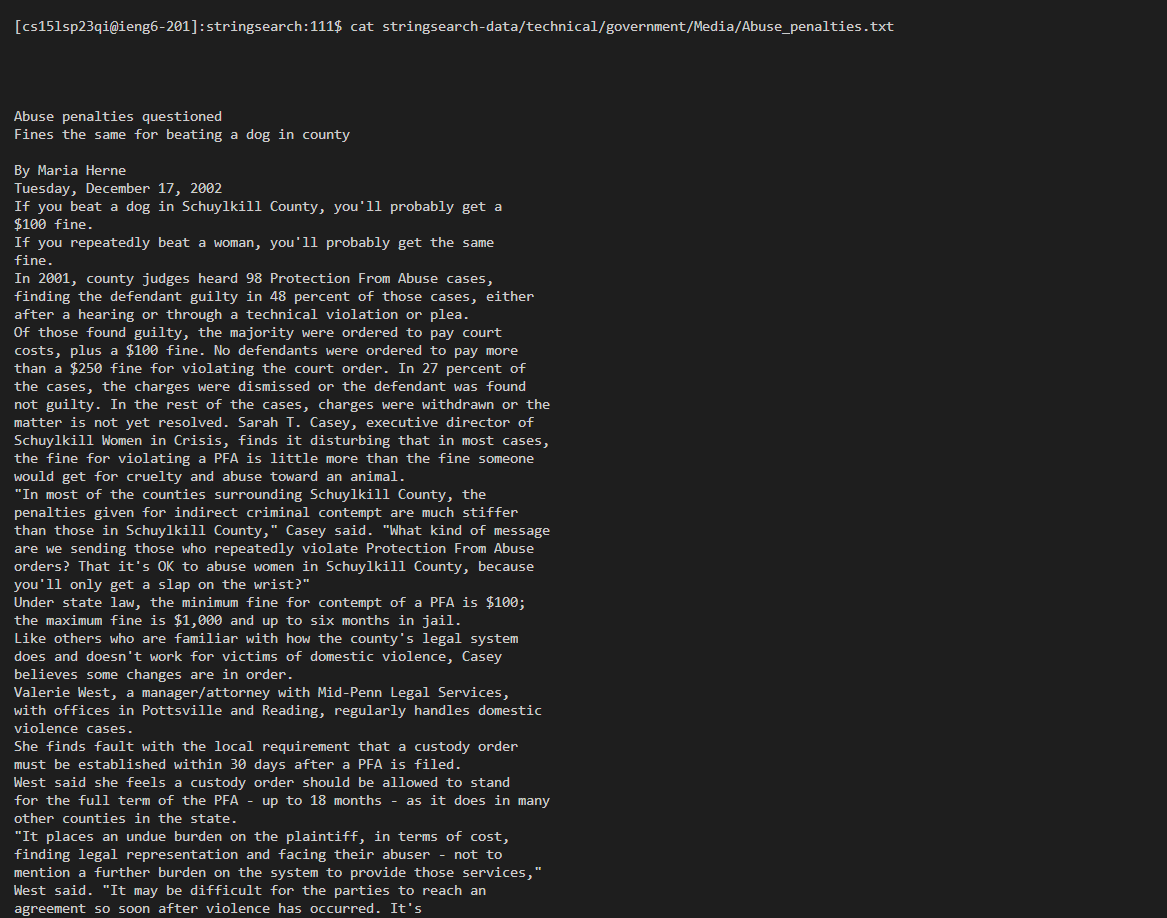 [cs15lsp23qi@ieng6-201]:stringsearch:111$ cat stringsearch-data/technical/government/Media/Abuse_penalties.txt
Abuse penalties questioned
Fines the same for beating a dog in county
By Maria Herne
Tuesday, December 17, 2002
If you beat a dog in Schuylkill County, you'll probably get a
$100 fine.
If you repeatedly beat a woman, you'll probably get the same
fine.
In 2001, county judges heard 98 Protection From Abuse cases,
finding the defendant guilty in 48 percent of those cases, either
after a hearing or through a technical violation or plea.
Of those found guilty, the majority were ordered to pay court
costs, plus a $100 fine. No defendants were ordered to pay more
than a $250 fine for violating the court order. In 27 percent of
the cases, the charges were dismissed or the defendant was found
not guilty. In the rest of the cases, charges were withdrawn or the
matter is not yet resolved. Sarah T. Casey, executive director of
Schuylkill Women in Crisis, finds it disturbing that in most cases,
the fine for violating a PFA is little more than the fine someone
would get for cruelty and abuse toward an animal.
"In most of the counties surrounding Schuylkill County, the
penalties given for indirect criminal contempt are much stiffer
than those in Schuylkill County," Casey said. "What kind of message
are we sending those who repeatedly violate Protection From Abuse
orders? That it's OK to abuse women in Schuylkill County, because
you'll only get a slap on the wrist?"
Under state law, the minimum fine for contempt of a PFA is $100;
the maximum fine is $1,000 and up to six months in jail.
Like others who are familiar with how the county's legal system
does and doesn't work for victims of domestic violence, Casey
believes some changes are in order.
Valerie West, a manager/attorney with Mid-Penn Legal Services,
with offices in Pottsville and Reading, regularly handles domestic
violence cases.
She finds fault with the local requirement that a custody order
must be established within 30 days after a PFA is filed.
West said she feels a custody order should be allowed to stand
for the full term of the PFA - up to 18 months - as it does in many
other counties in the state.
"It places an undue burden on the plaintiff, in terms of cost,
finding legal representation and facing their abuser - not to
mention a further burden on the system to provide those services,"
West said. "It may be difficult for the parties to reach an
agreement so soon after violence has occurred. It's